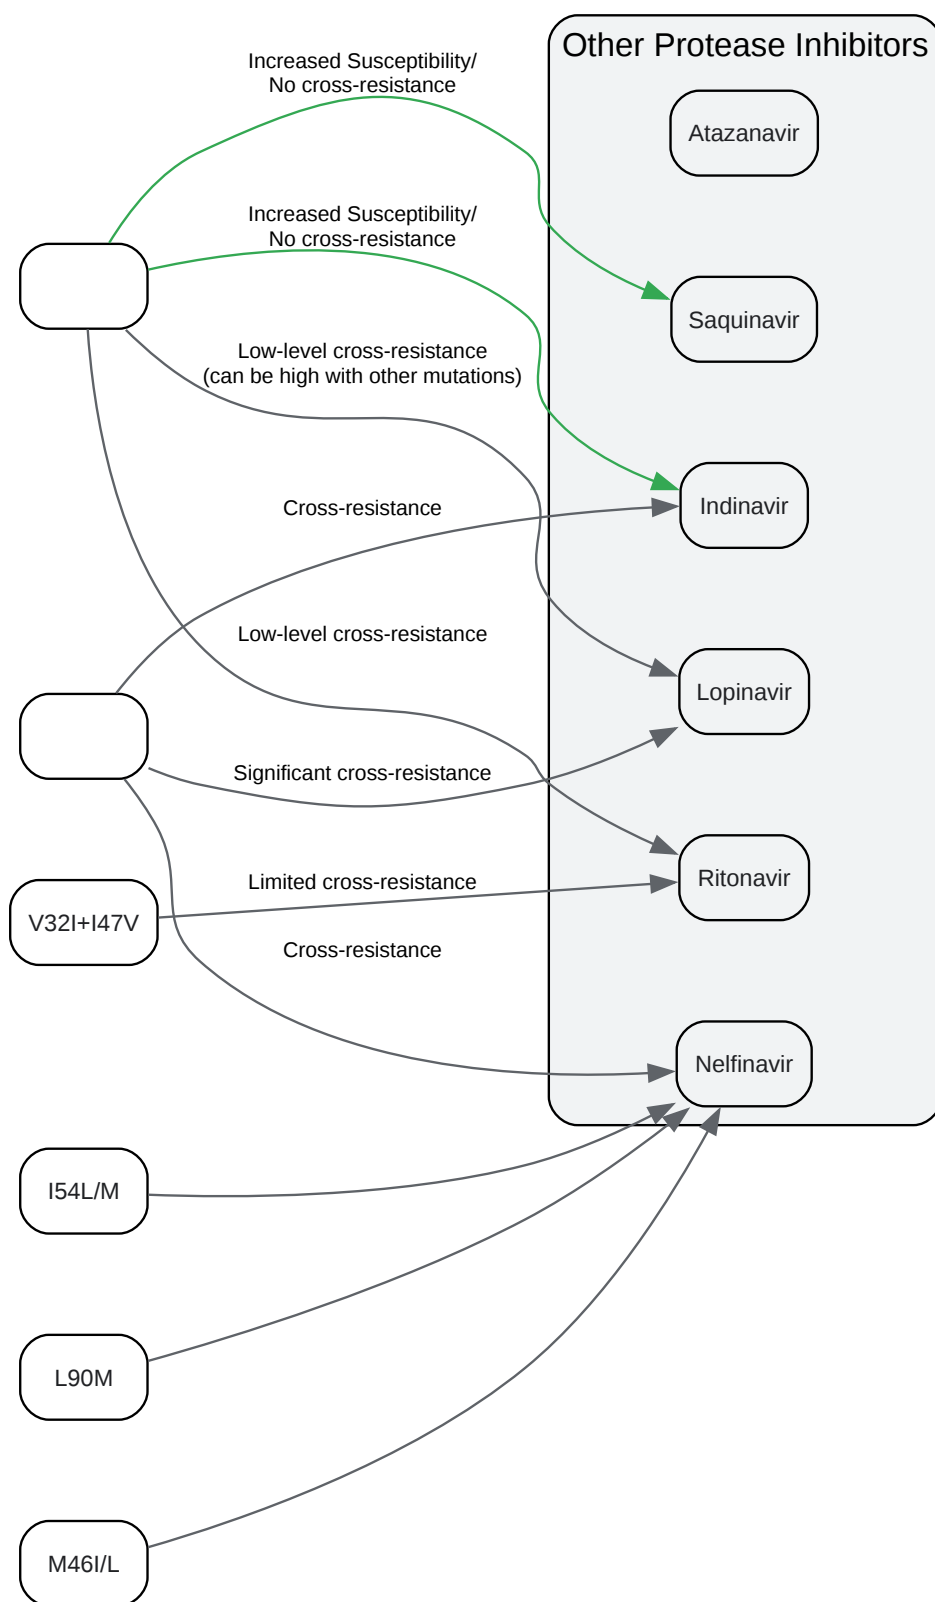 Other Protease Inhibitors
Increased Susceptibility/
No cross-resistance
Atazanavir
Increased Susceptibility/
No cross-resistance
Saquinavir
Low-level cross-resistance
(can be high with other mutations)
Cross-resistance
Indinavir
Low-level cross-resistance
Lopinavir
Significant cross-resistance
Limited cross-resistance
Ritonavir
V32I+I47V
Cross-resistance
Nelfinavir
I54L/M
L90M
M46I/L